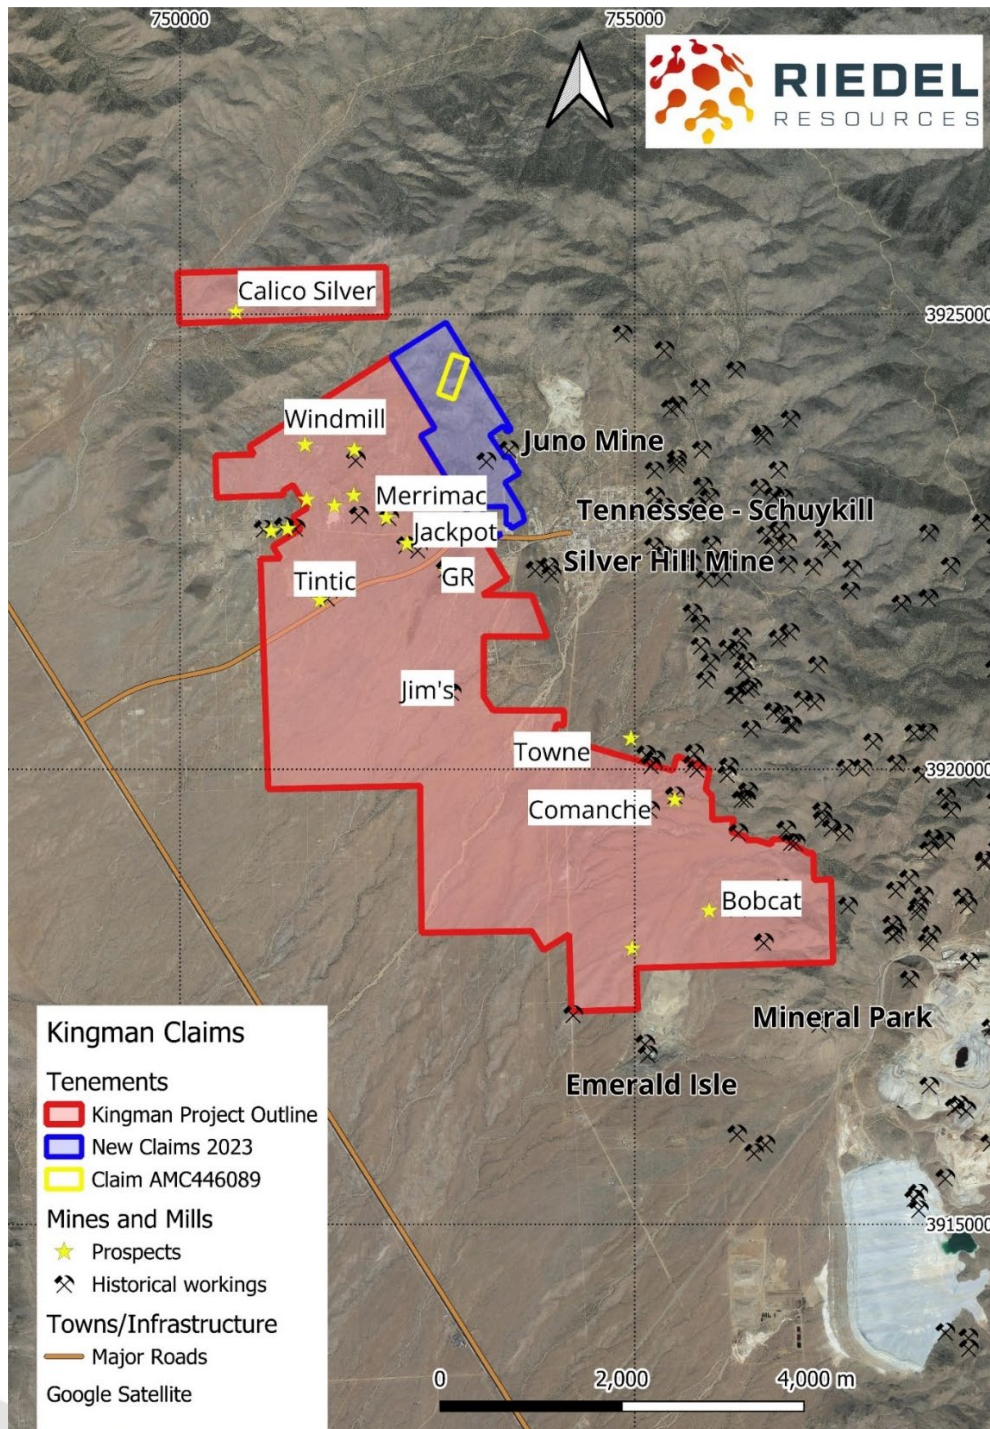 750000
755000
RIEDEL
RESOURCES
Calico Silver
3925000
Windmill
Juno Mine
Merrimac
Tennessee - Schuykill
Jackpot
Silver Hill Mine
GR
Tintic
Jim's
Towne
3920000
Comanche
Bobcat
Mineral Park
Emerald Isle
3915000
Kingman Claims
Tenements
Kingman Project Outline
New Claims 2023
Claim AMC446089
Mines and Mills
Prospects
Historical workings
Towns/Infrastructure
Major Roads
Google Satellite
0 2,000 4,000 m